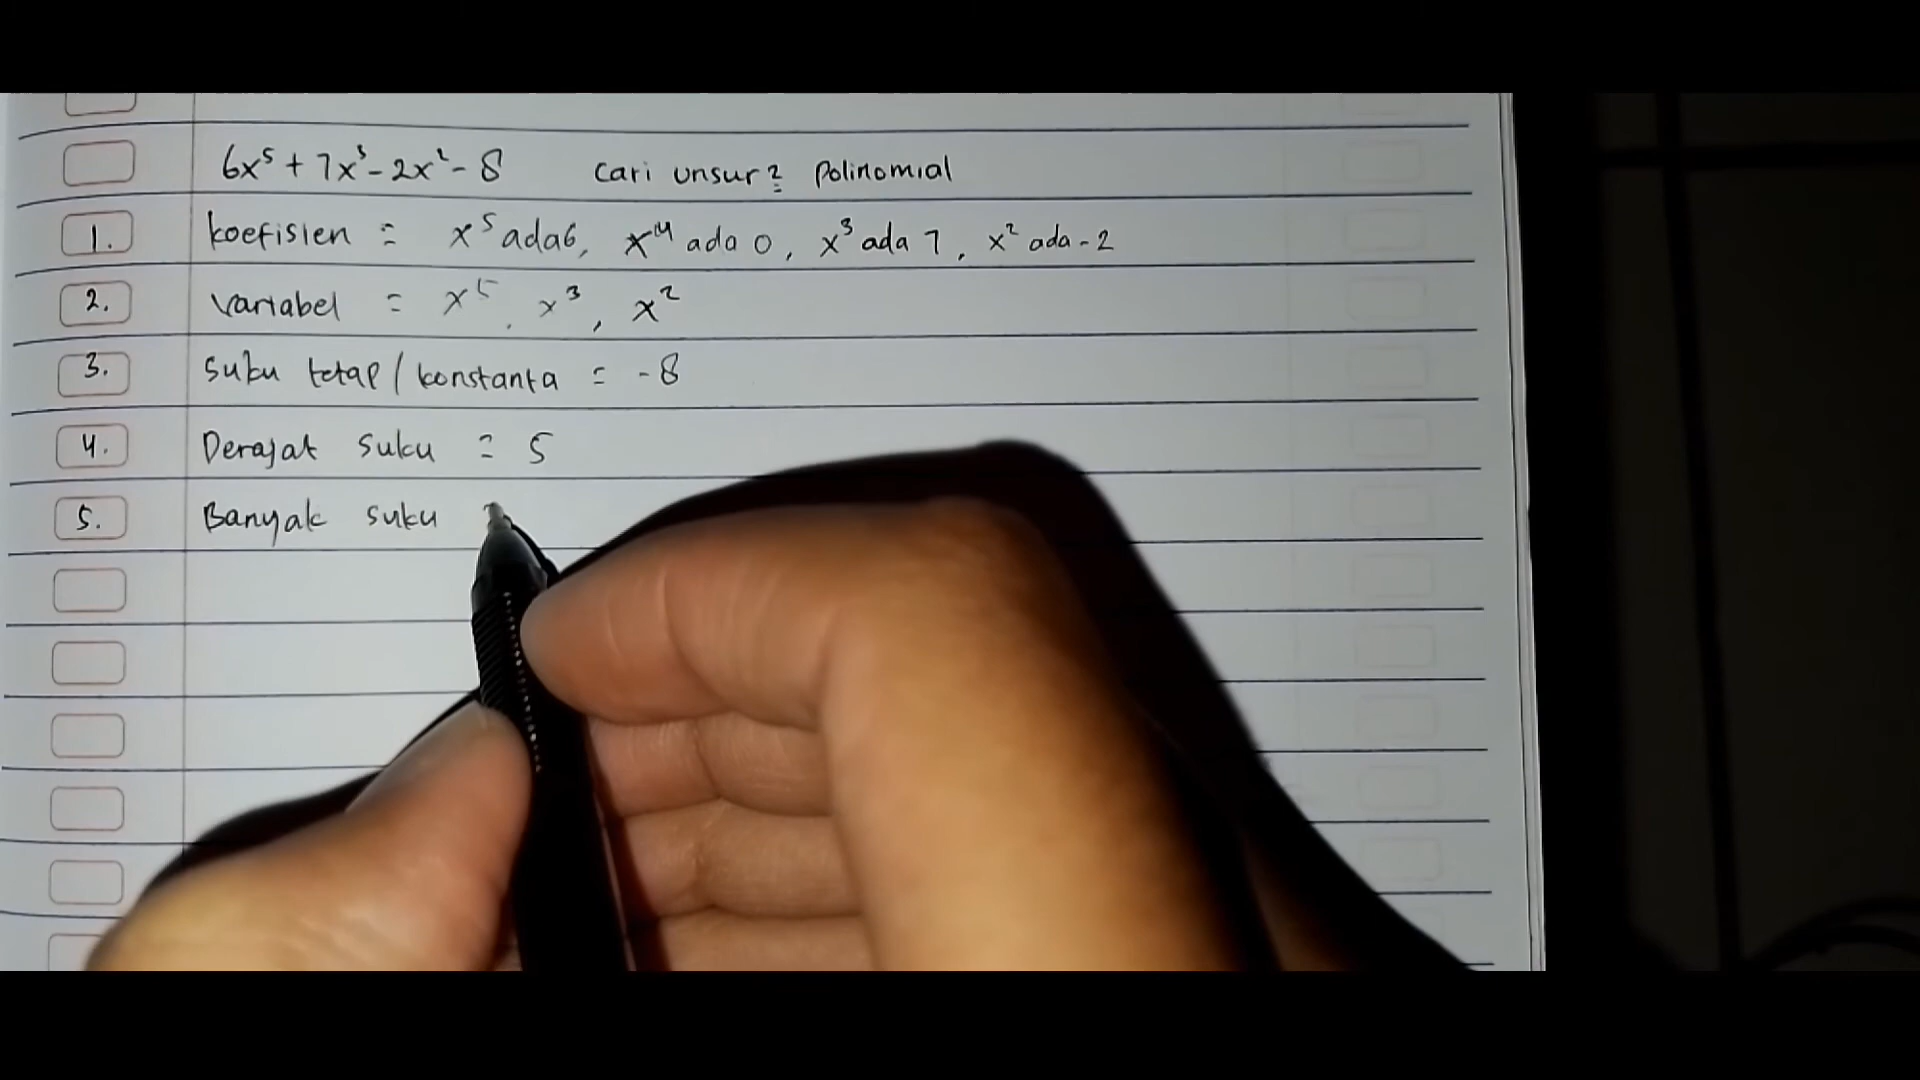 6x⁵ + 7x³ - 2x² - 8 Cari unsur2 Polinomial
1. koefisien = x⁵ ada 6, x⁴ ada 0, x³ ada 7, x² ada -2
2. Variabel = x⁵, x³, x²
3. Suku tetap / konstanta = -8
4. Derajat suku = 5
5. Banyak suku